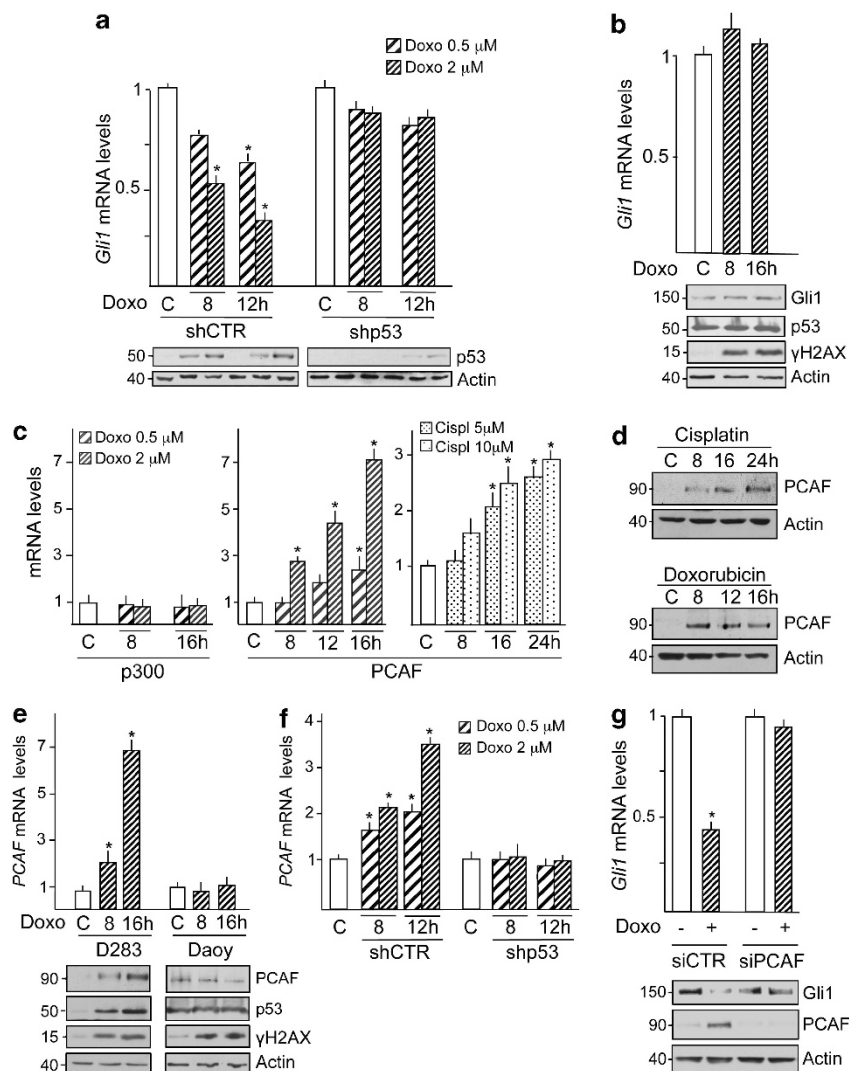 a
Doxo 0.5 μM
Doxo 2 μM
Gli1 mRNA levels
1
0.5
*
*
*
C 8 12h C 8 12h
Doxo
shCTR shp53
50 p53
40 Actin
b
Gli1 mRNA levels
1
0.5
Doxo
C 8 16h
150 Gli1
50 p53
15 γH2AX
40 Actin
c
Doxo 0.5 μM
Doxo 2 μM
mRNA levels
7
5
3
1
C 8 16h
p300
7
5
3
1
*
*
*
*
C 8 12 16h
Cispl 5μM
Cispl 10μM
3
2
1
*
*
*
*
C 8 16 24h
PCAF
d
Cisplatin
C 8 16 24h
90 PCAF
40 Actin
Doxorubicin
C 8 12 16h
90 PCAF
40 Actin
e
PCAF mRNA levels
7
5
3
1
*
*
Doxo C 8 16h C 8 16h
D283 Daoy
90 PCAF
50 p53
15 γH2AX
40 Actin
f
Doxo 0.5 μM
Doxo 2 μM
PCAF mRNA levels
4
3
2
1
*
*
*
*
C 8 12h C 8 12h
shCTR shp53
g
Gli1 mRNA levels
1
0.5
*
Doxo - + - +
siCTR siPCAF
150 Gli1
90 PCAF
40 Actin